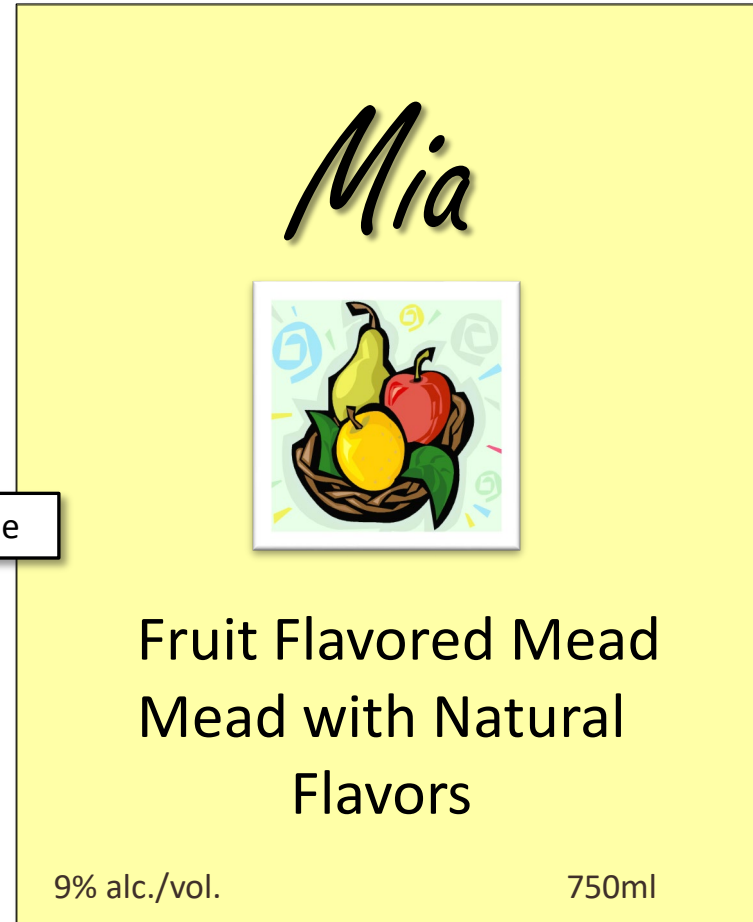 Mia
e
Fruit Flavored Mead
Mead with Natural
Flavors
9% alc./vol. 750ml